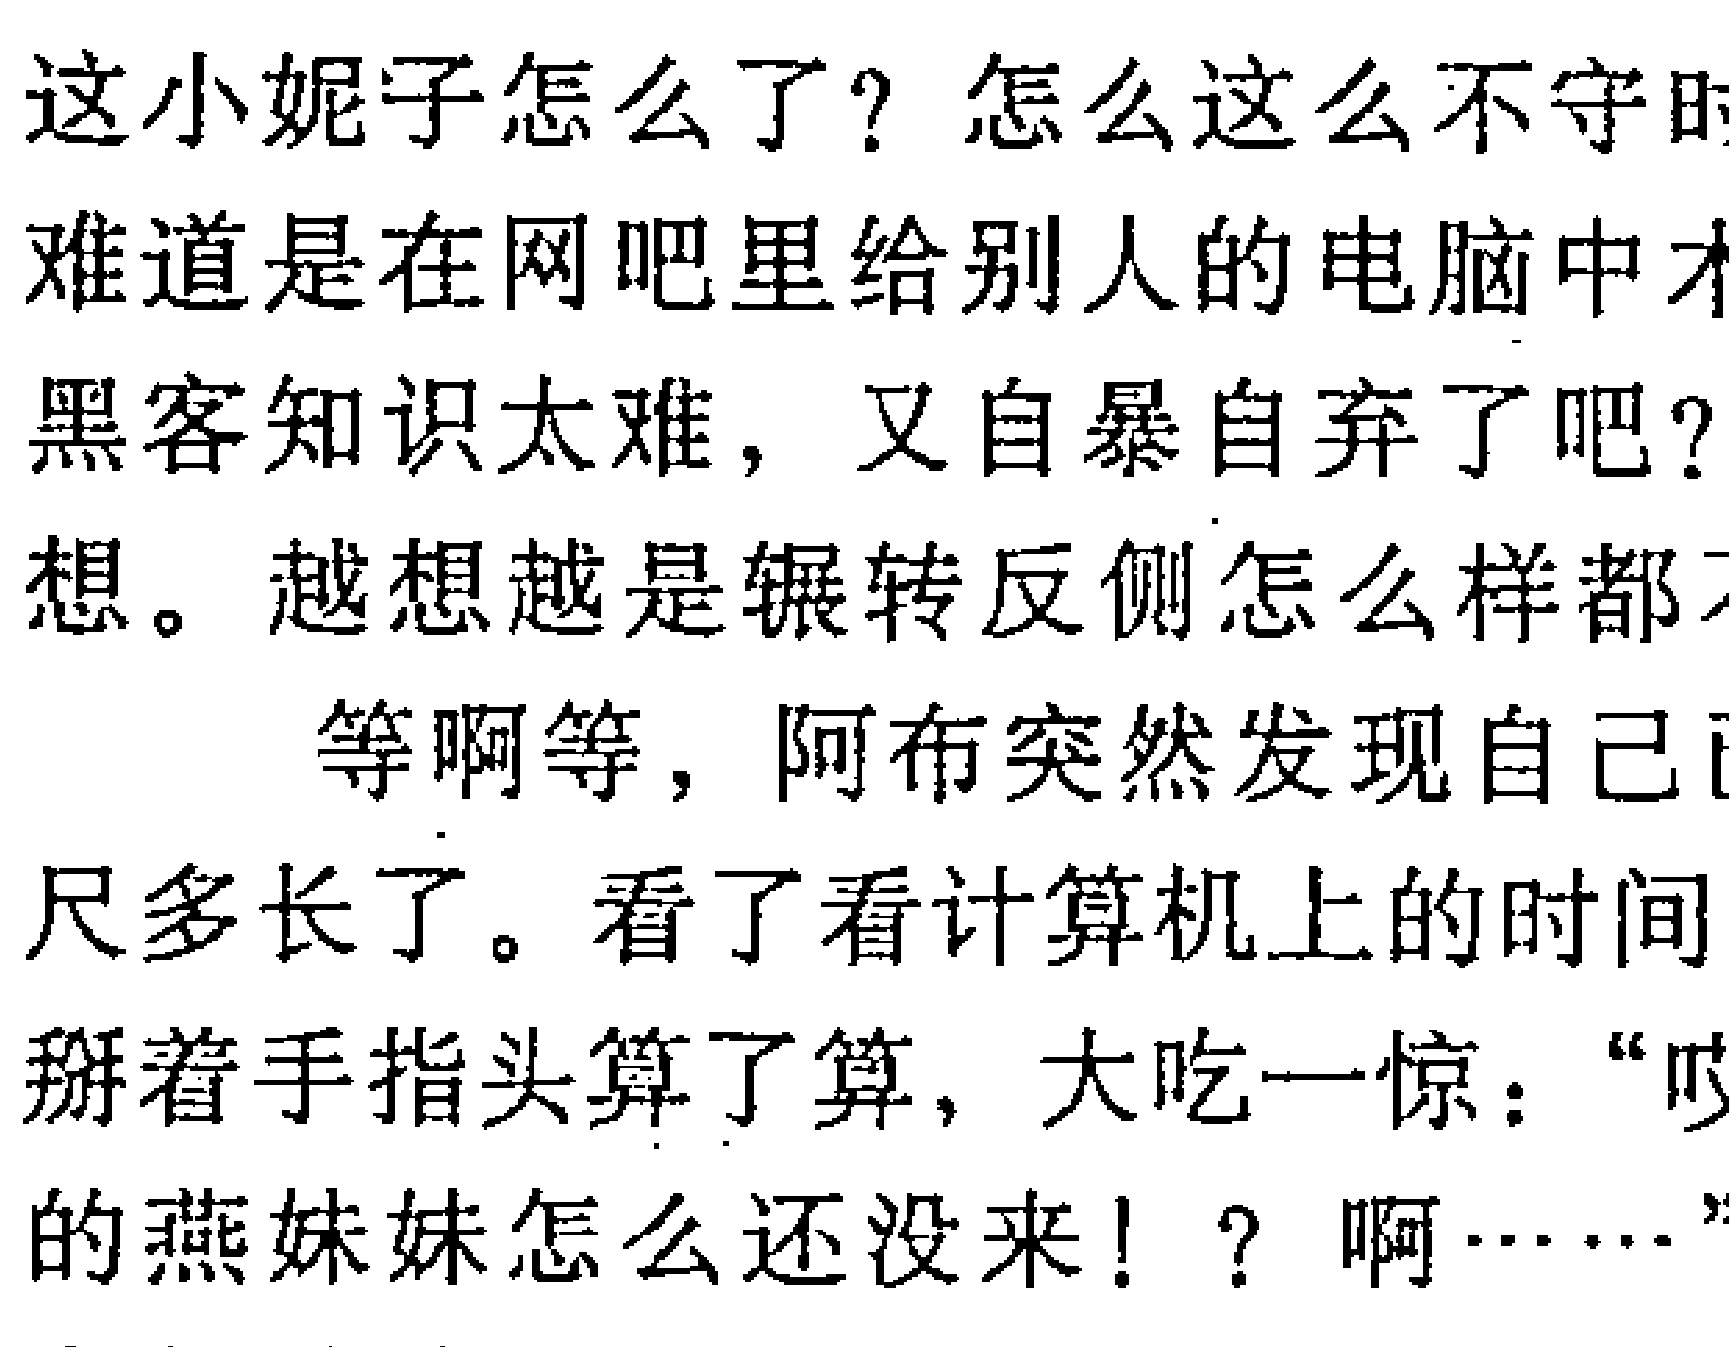 这小妮子怎么了？怎么这么不守时
难道是在网吧里给别人的电脑中木
黑客知识太难，又自暴自弃了吧？
想。越想越是辗转反侧怎么样都不
等啊等，阿布突然发现自己
尺多长了。看了看计算机上的时间
掰着手指头算了算，大吃一惊：“哎
的燕妹妹怎么还没来！？啊……”